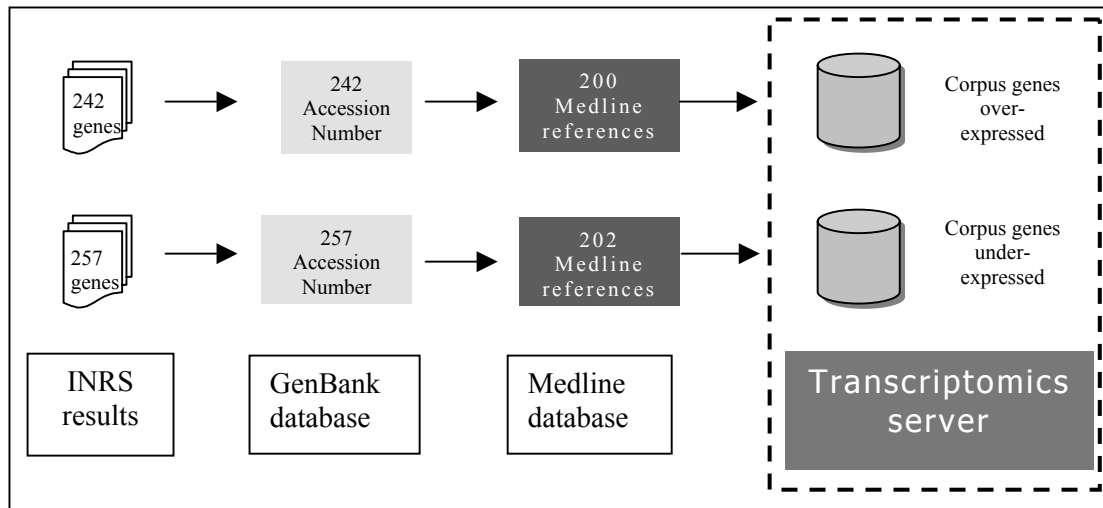 242
genes
242
Accession
Number
200
Medline
references
Corpus genes
over-
expressed
257
genes
257
Accession
Number
202
Medline
references
Corpus genes
under-
expressed
INRS
results
GenBank
database
Medline
database
Transcriptomics
server